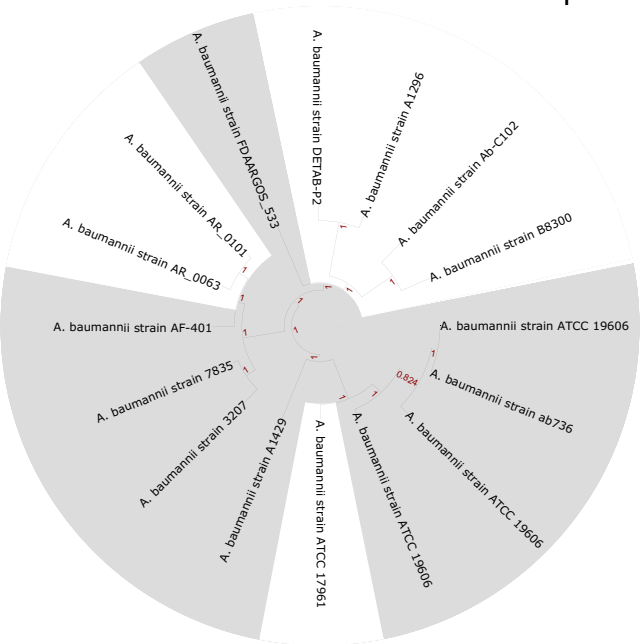 A. baumannii strain DETAB-P2
A. baumannii strain A1296
A. baumannii strain Ab-C102
A. baumannii strain B8300
A. baumannii strain ATCC 19606
A. baumannii strain ab736
A. baumannii strain ATCC 19606
A. baumannii strain ATCC 19606
A. baumannii strain ATCC 17961
A. baumannii strain A1429
A. baumannii strain 3207
A. baumannii strain 7835
A. baumannii strain AF-401
A. baumannii strain AR_0063
A. baumannii strain AR_0101
A. baumannii strain FDAARGOS_533
1
1
1
1
1
1
1
1
1
1
1
1
0.824
1
1